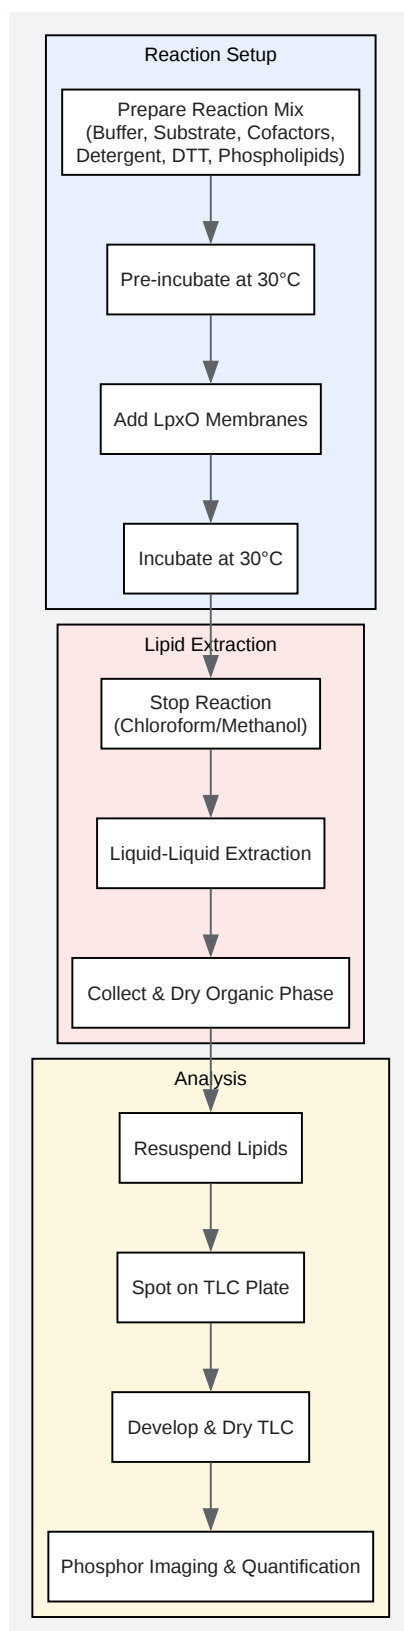 Reaction Setup
Prepare Reaction Mix
(Buffer, Substrate, Cofactors,
Detergent, DTT, Phospholipids)
Pre-incubate at 30°C
Add LpxO Membranes
Incubate at 30°C
Lipid Extraction
Stop Reaction
(Chloroform/Methanol)
Liquid-Liquid Extraction
Collect & Dry Organic Phase
Analysis
Resuspend Lipids
Spot on TLC Plate
Develop & Dry TLC
Phosphor Imaging & Quantification